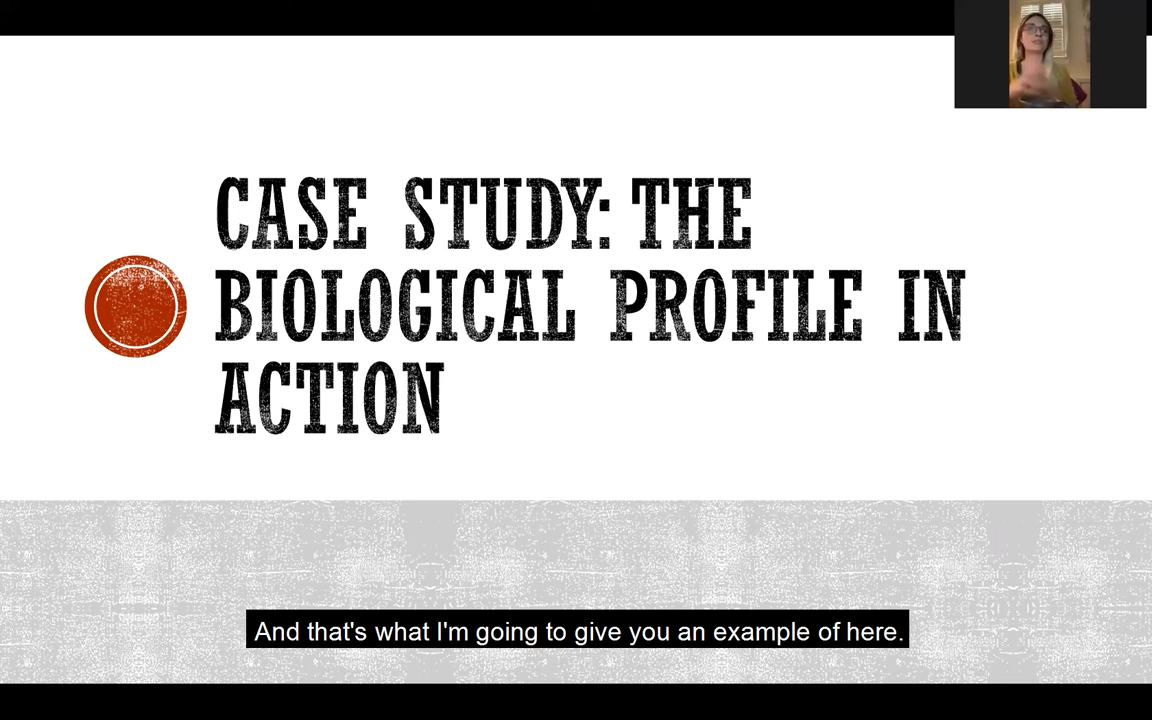 CASE STUDY: THE
BIOLOGICAL PROFILE IN
ACTION
And that's what I'm going to give you an example of here.